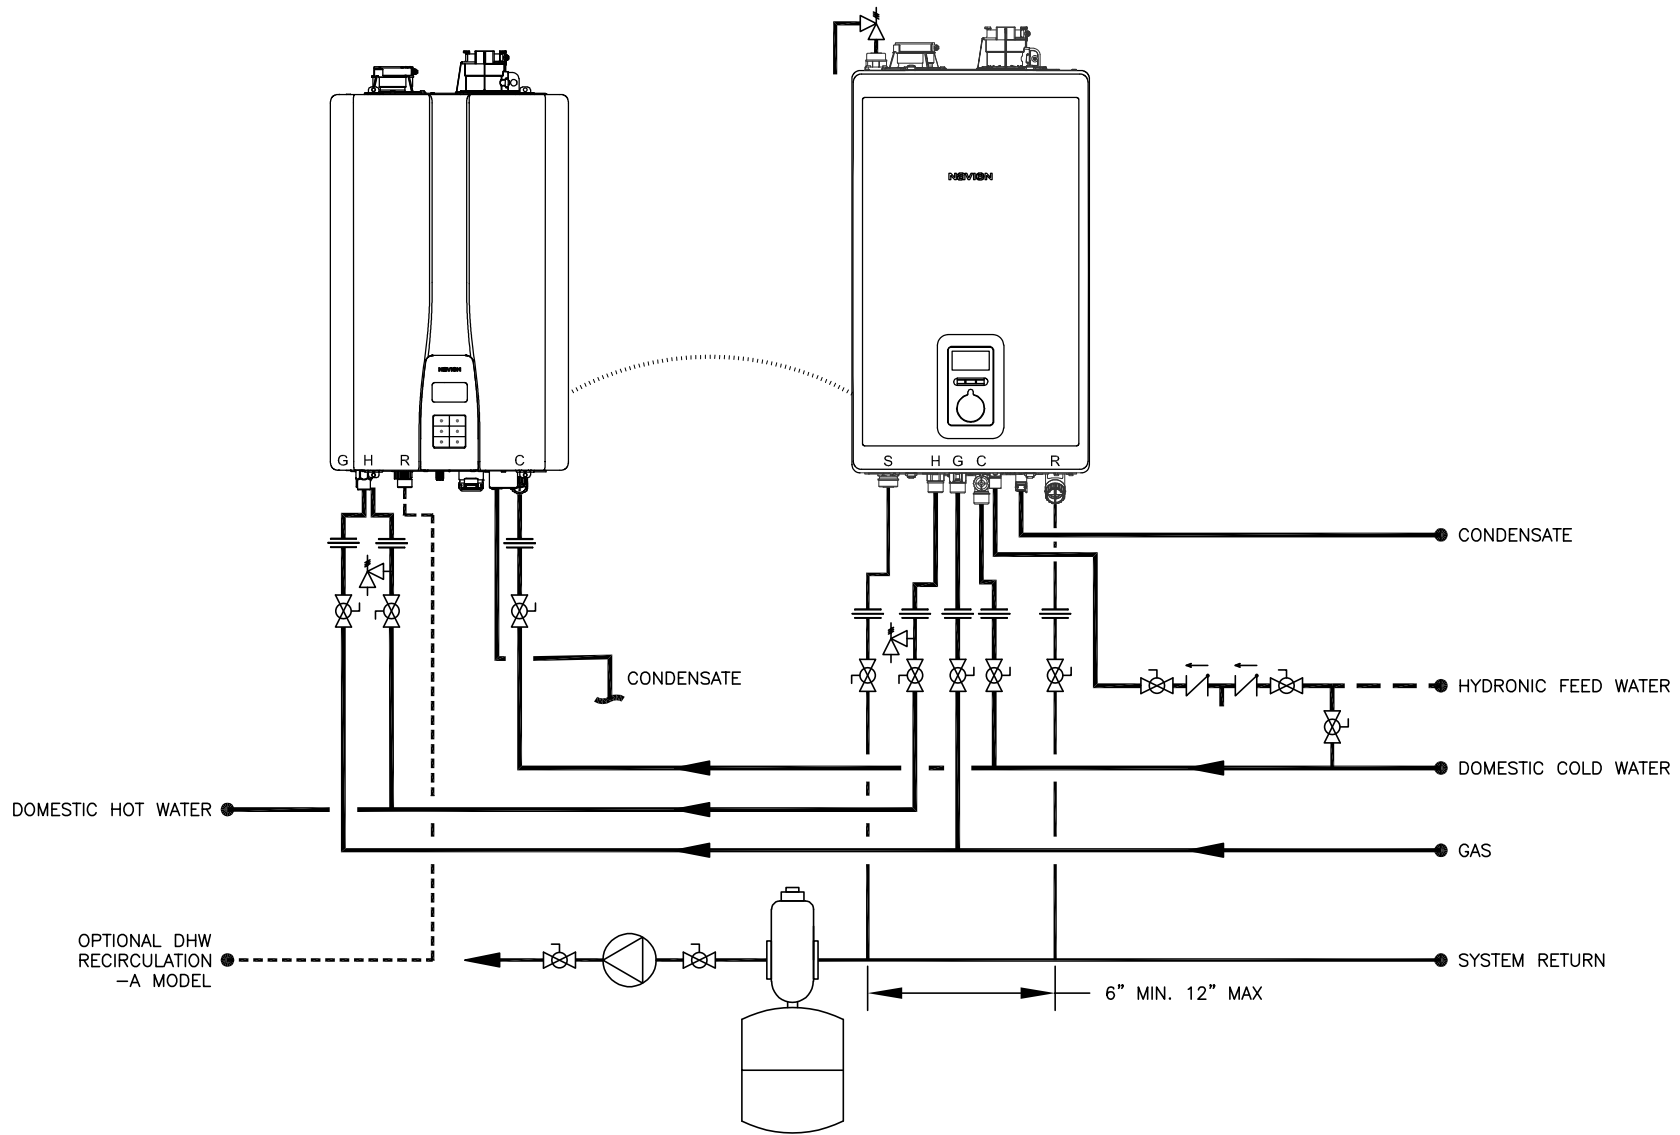 NAVIEN
NAVIEN
G H R C
S H G C R
CONDENSATE
CONDENSATE
HYDRONIC FEED WATER
DOMESTIC COLD WATER
DOMESTIC HOT WATER
GAS
OPTIONAL DHW
RECIRCULATION
-A MODEL
SYSTEM RETURN
6” MIN. 12” MAX